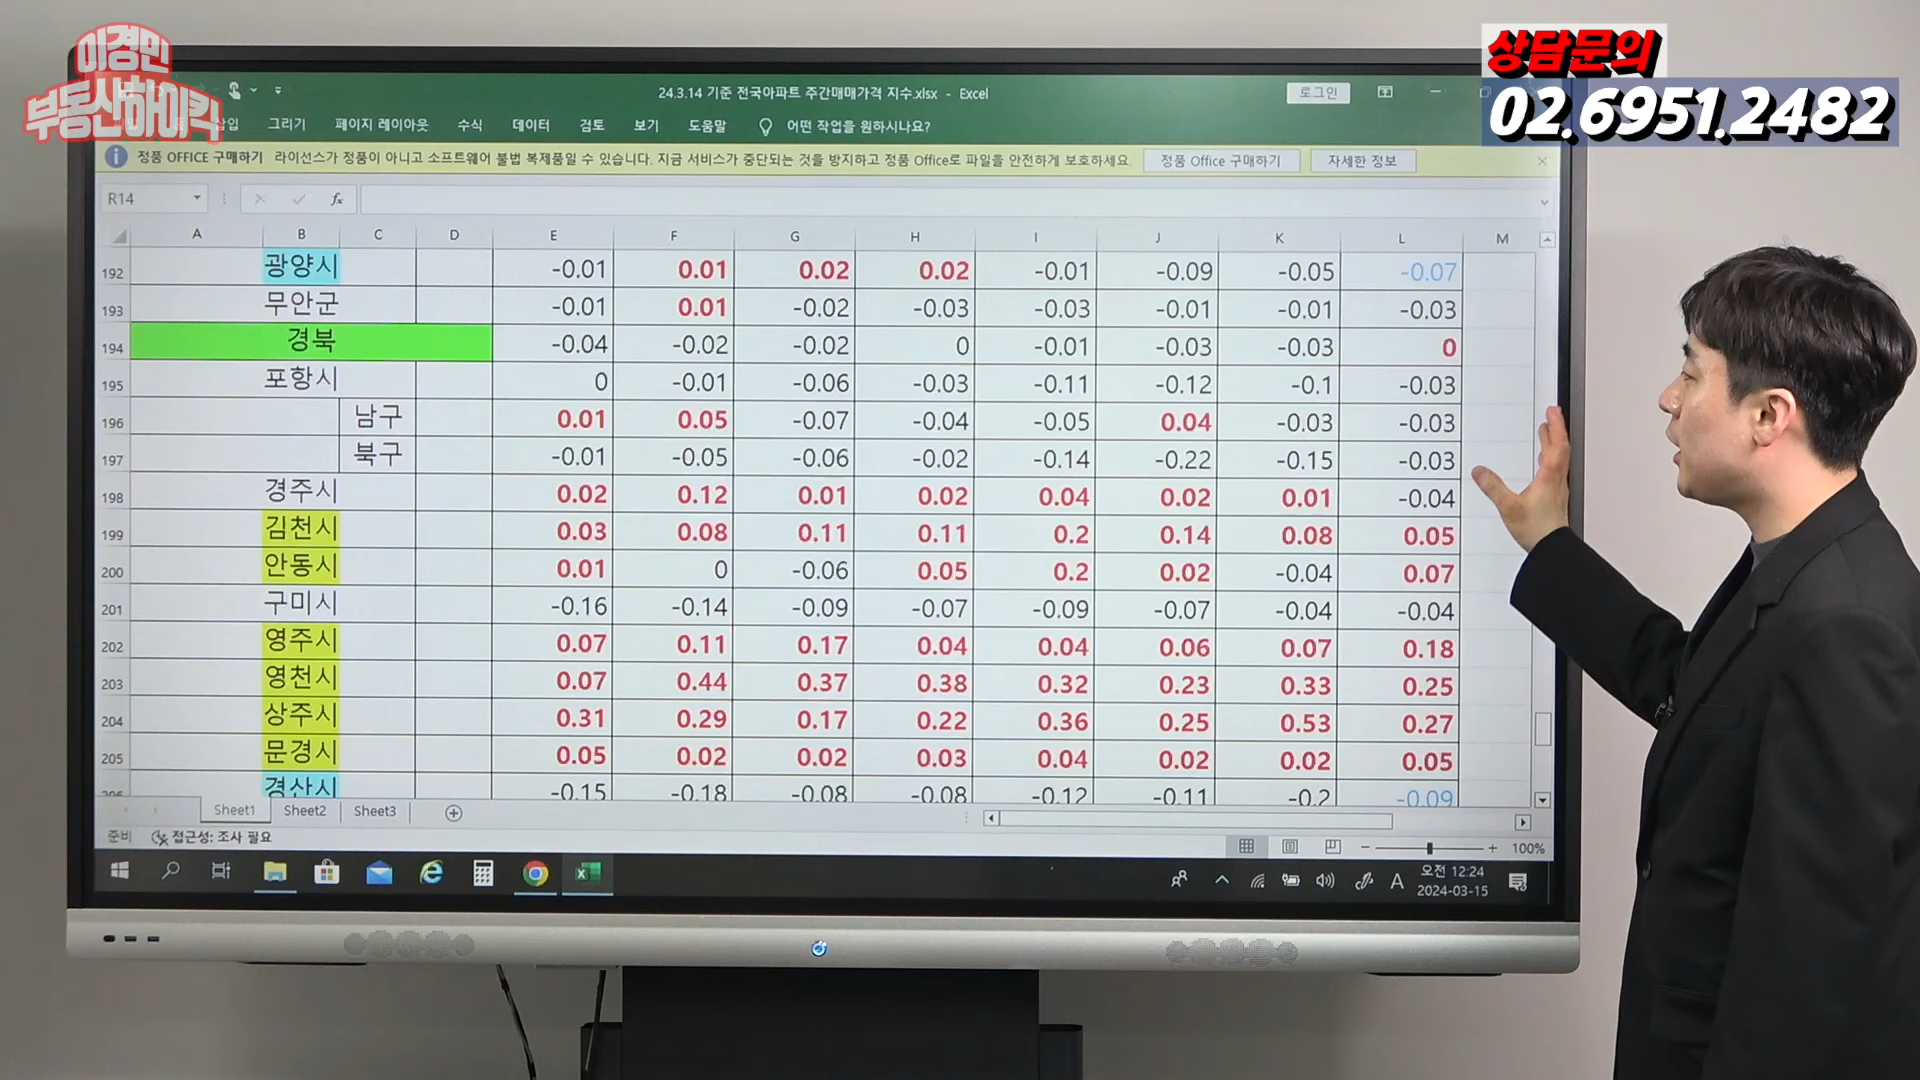 이경민
부동산하이킥
상담문의
02.6951.2482
24.3.14 기준 전국아파트 주간매매가격 지수.xlsx - Excel
로그인
삽입 그리기 페이지 레이아웃 수식 데이터 검토 보기 도움말 어떤 작업을 원하시나요?
정품 OFFICE 구매하기 라이선스가 정품이 아니고 소프트웨어 불법 복제품일 수 있습니다. 지금 서비스가 중단되는 것을 방지하고 정품 Office로 파일을 안전하게 보호하세요. 정품 Office 구매하기 자세한 정보
R14 fx
A B C D E F G H I J K L M
192 광양시 -0.01 0.01 0.02 0.02 -0.01 -0.09 -0.05 -0.07
193 무안군 -0.01 0.01 -0.02 -0.03 -0.03 -0.01 -0.01 -0.03
194 경북 -0.04 -0.02 -0.02 0 -0.01 -0.03 -0.03 0
195 포항시 0 -0.01 -0.06 -0.03 -0.11 -0.12 -0.1 -0.03
196 남구 0.01 0.05 -0.07 -0.04 -0.05 0.04 -0.03 -0.03
197 북구 -0.01 -0.05 -0.06 -0.02 -0.14 -0.22 -0.15 -0.03
198 경주시 0.02 0.12 0.01 0.02 0.04 0.02 0.01 -0.04
199 김천시 0.03 0.08 0.11 0.11 0.2 0.14 0.08 0.05
200 안동시 0.01 0 -0.06 0.05 0.2 0.02 -0.04 0.07
201 구미시 -0.16 -0.14 -0.09 -0.07 -0.09 -0.07 -0.04 -0.04
202 영주시 0.07 0.11 0.17 0.04 0.04 0.06 0.07 0.18
203 영천시 0.07 0.44 0.37 0.38 0.32 0.23 0.33 0.25
204 상주시 0.31 0.29 0.17 0.22 0.36 0.25 0.53 0.27
205 문경시 0.05 0.02 0.02 0.03 0.04 0.02 0.02 0.05
206 경산시 -0.15 -0.18 -0.08 -0.08 -0.12 -0.11 -0.2 -0.09
Sheet1 Sheet2 Sheet3
준비 접근성: 조사 필요 100%
A 오전 12:24
2024-03-15